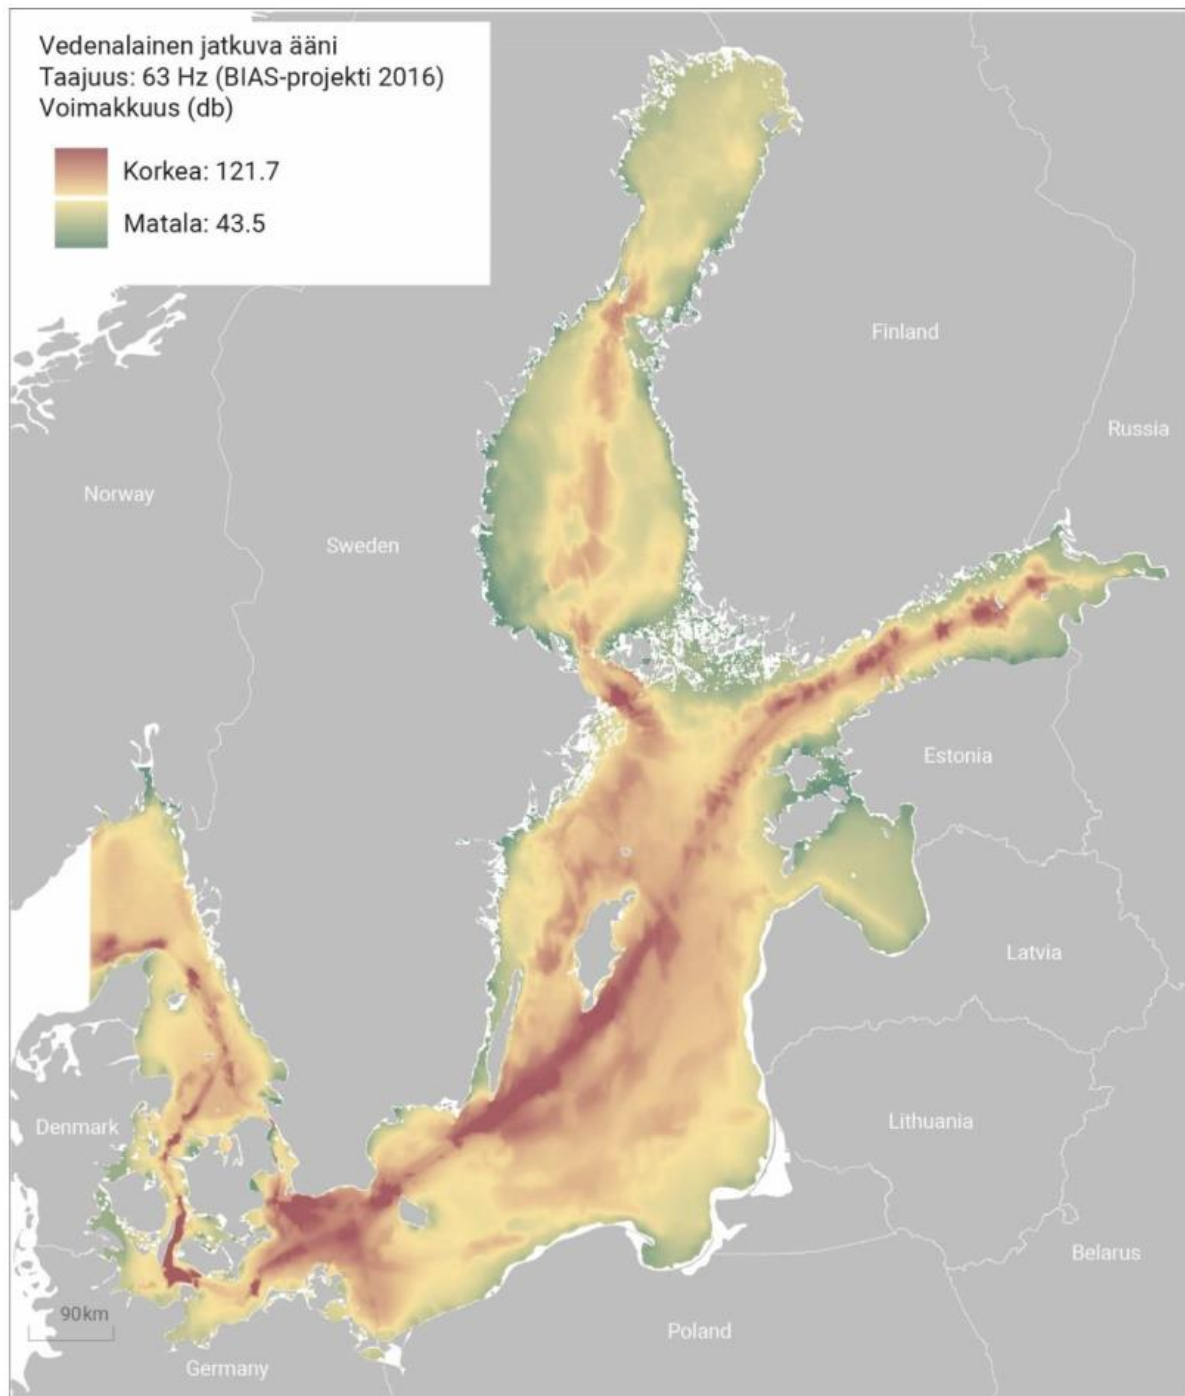 Vedenalainen jatkuva ääni
Taajuus: 63 Hz (BIAS-projekti 2016)
Voimakkuus (db)
Korkea: 121.7
Matala: 43.5
Finland
Russia
Norway
Sweden
Estonia
Latvia
Denmark
Lithuania
Belarus
90km
Poland
Germany